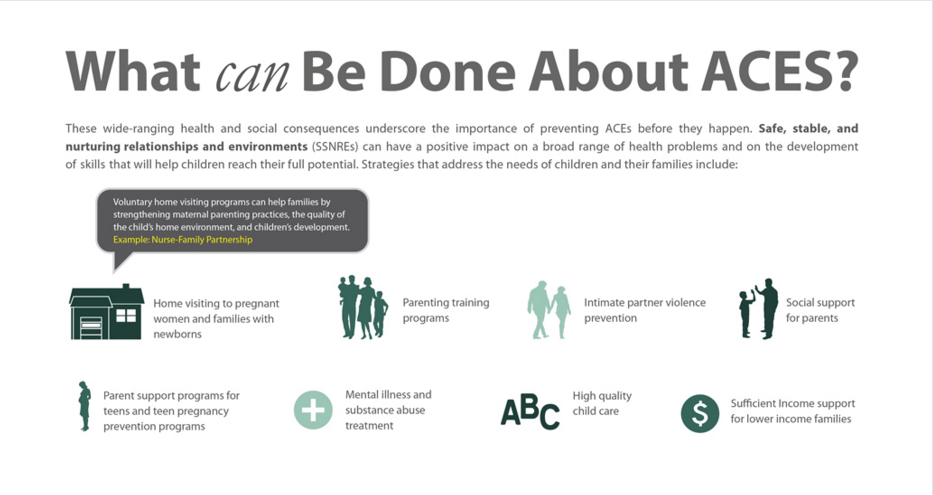 What can Be Done About ACES?
These wide-ranging health and social consequences underscore the importance of preventing ACEs before they happen. Safe, stable, and
nurturing relationships and environments (SSNREs) can have a positive impact on a broad range of health problems and on the development
of skills that will help children reach their full potential. Strategies that address the needs of children and their families include:
Voluntary home visiting programs can help families by
strengthening maternal parenting practices, the quality of
the child's home environment, and children's development.
Example: Nurse-Family Partnership
Home visiting to pregnant
women and families with
newborns
Parenting training
programs
Intimate partner violence
prevention
Social support
for parents
Parent support programs for
teens and teen pregnancy
prevention programs
Mental illness and
substance abuse
treatment
ABC
High quality
child care
$
Sufficient Income support
for lower income families